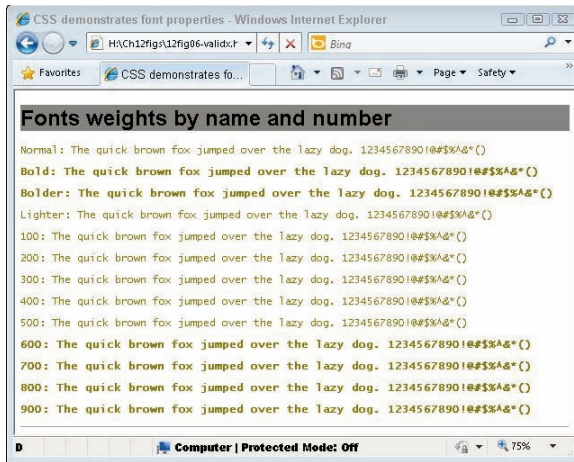 CSS demonstrates font properties - Windows Internet Explorer
H:\Ch12figs\12fig06-validx.h Bing
Favorites CSS demonstrates fo... Page Safety
Fonts weights by name and number
Normal: The quick brown fox jumped over the lazy dog. 1234567890!@#$%^&*()
Bold: The quick brown fox jumped over the lazy dog. 1234567890!@#$%^&*()
Bolder: The quick brown fox jumped over the lazy dog. 1234567890!@#$%^&*()
Lighter: The quick brown fox jumped over the lazy dog. 1234567890!@#$%^&*()
100: The quick brown fox jumped over the lazy dog. 1234567890!@#$%^&*()
200: The quick brown fox jumped over the lazy dog. 1234567890!@#$%^&*()
300: The quick brown fox jumped over the lazy dog. 1234567890!@#$%^&*()
400: The quick brown fox jumped over the lazy dog. 1234567890!@#$%^&*()
500: The quick brown fox jumped over the lazy dog. 1234567890!@#$%^&*()
600: The quick brown fox jumped over the lazy dog. 1234567890!@#$%^&*()
700: The quick brown fox jumped over the lazy dog. 1234567890!@#$%^&*()
800: The quick brown fox jumped over the lazy dog. 1234567890!@#$%^&*()
900: The quick brown fox jumped over the lazy dog. 1234567890!@#$%^&*()
D Computer | Protected Mode: Off 75%